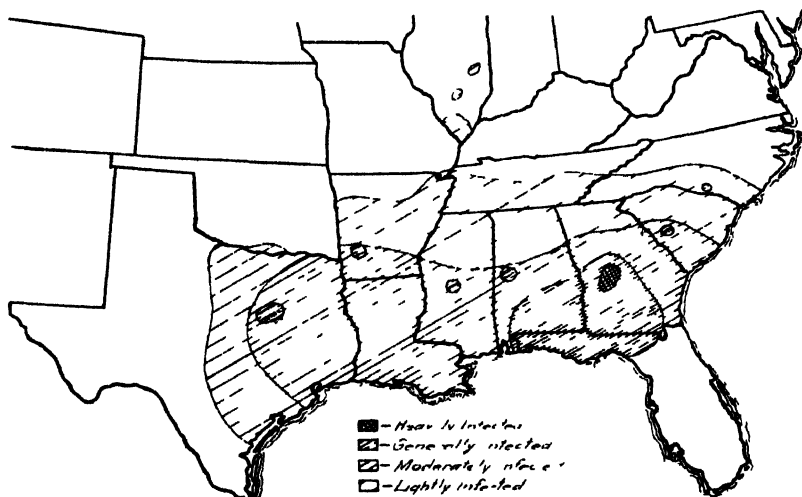 - Heavily Infected
- Generally infected
- Moderately infected
- Lightly infected